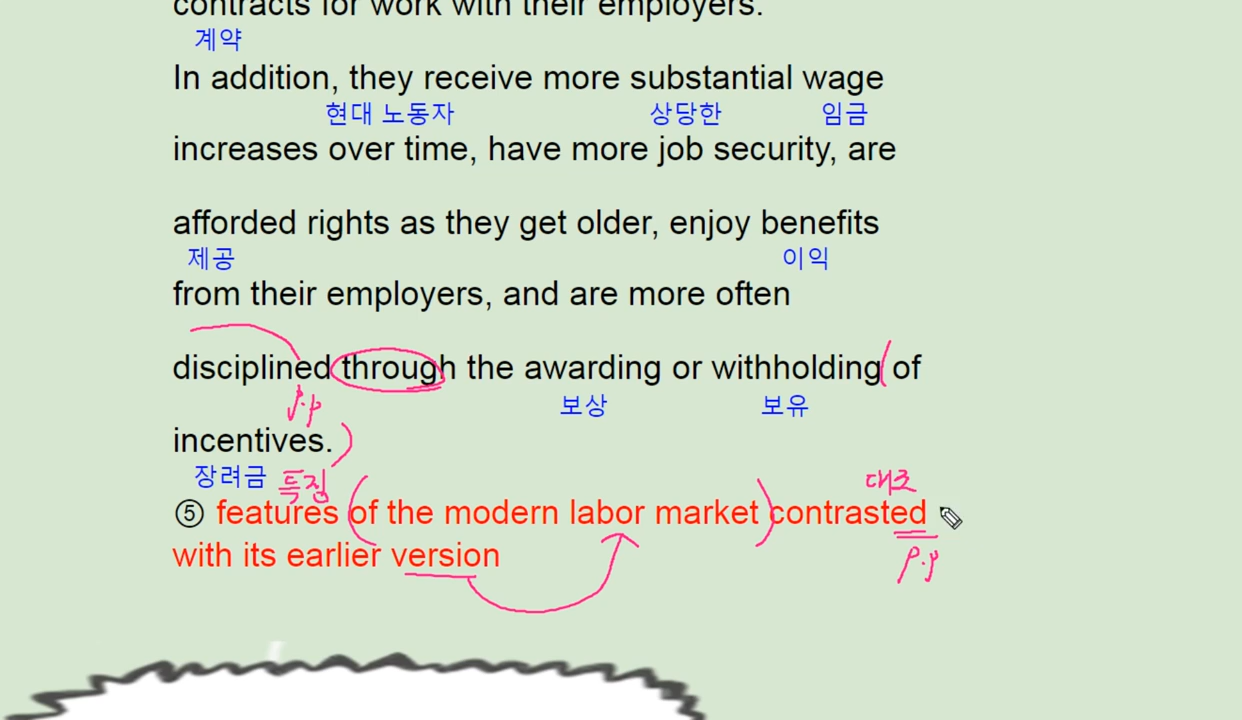 contracts for work with their employers.
계약
In addition, they receive more substantial wage
현대 노동자 상당한 임금
increases over time, have more job security, are
afforded rights as they get older, enjoy benefits
제공 이익
from their employers, and are more often
disciplined through the awarding or withholding of
p.p 보상 보유
incentives.
장려금 특징 대조
⑤ features of the modern labor market contrasted
with its earlier version
p.p